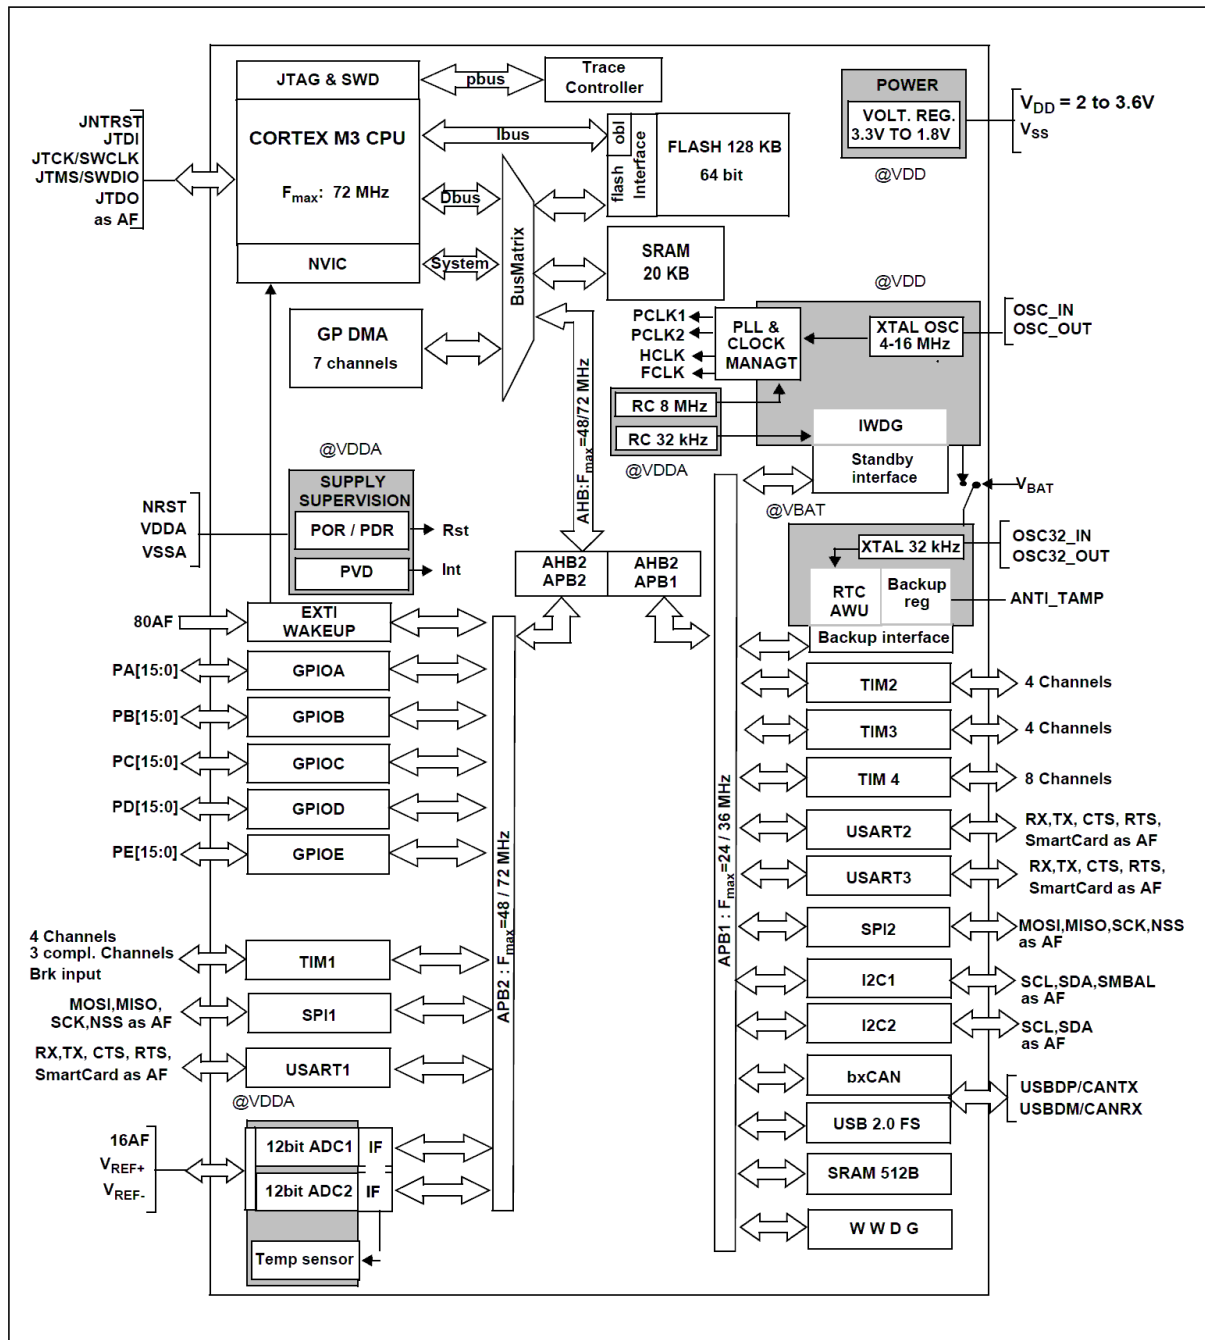 JTAG & SWD
pbus
Trace
Controller
POWER
VOLT. REG.
3.3V TO 1.8V
@VDD
VDD = 2 to 3.6V
VSS
JNTRST
JTDI
JTCK/SWCLK
JTMS/SWDIO
JTDO
as AF
CORTEX M3 CPU
Fmax: 72 MHz
NVIC
Ibus
Dbus
System
BusMatrix
obl
flash
Interface
FLASH 128 KB
64 bit
SRAM
20 KB
GP DMA
7 channels
AHB:Fmax=48/72 MHz
@VDD
PCLK1
PCLK2
HCLK
FCLK
PLL &
CLOCK
MANAGT
XTAL OSC
4-16 MHz
OSC_IN
OSC_OUT
RC 8 MHz
RC 32 kHz
@VDDA
IWDG
Standby
interface
@VBAT
VBAT
@VDDA
SUPPLY
SUPERVISION
POR / PDR
PVD
Rst
Int
NRST
VDDA
VSSA
AHB2
APB2
AHB2
APB1
XTAL 32 kHz
OSC32_IN
OSC32_OUT
RTC
AWU
Backup
reg
Backup interface
ANTI_TAMP
80AF
EXTI
WAKEUP
PA[15:0]
GPIOA
PB[15:0]
GPIOB
PC[15:0]
GPIOC
PD[15:0]
GPIOD
PE[15:0]
GPIOE
4 Channels
3 compl. Channels
Brk input
TIM1
MOSI,MISO,
SCK,NSS as AF
SPI1
RX,TX, CTS, RTS,
SmartCard as AF
USART1
@VDDA
16AF
VREF+
VREF-
12bit ADC1
IF
12bit ADC2
IF
Temp sensor
APB2 : Fmax=48 / 72 MHz
APB1 : Fmax=24 / 36 MHz
TIM2
4 Channels
TIM3
4 Channels
TIM 4
8 Channels
USART2
RX,TX, CTS, RTS,
SmartCard as AF
USART3
RX,TX, CTS, RTS,
SmartCard as AF
SPI2
MOSI,MISO,SCK,NSS
as AF
I2C1
SCL,SDA,SMBAL
as AF
I2C2
SCL,SDA
as AF
bxCAN
USBDP/CANTX
USBDM/CANRX
USB 2.0 FS
SRAM 512B
W W D G